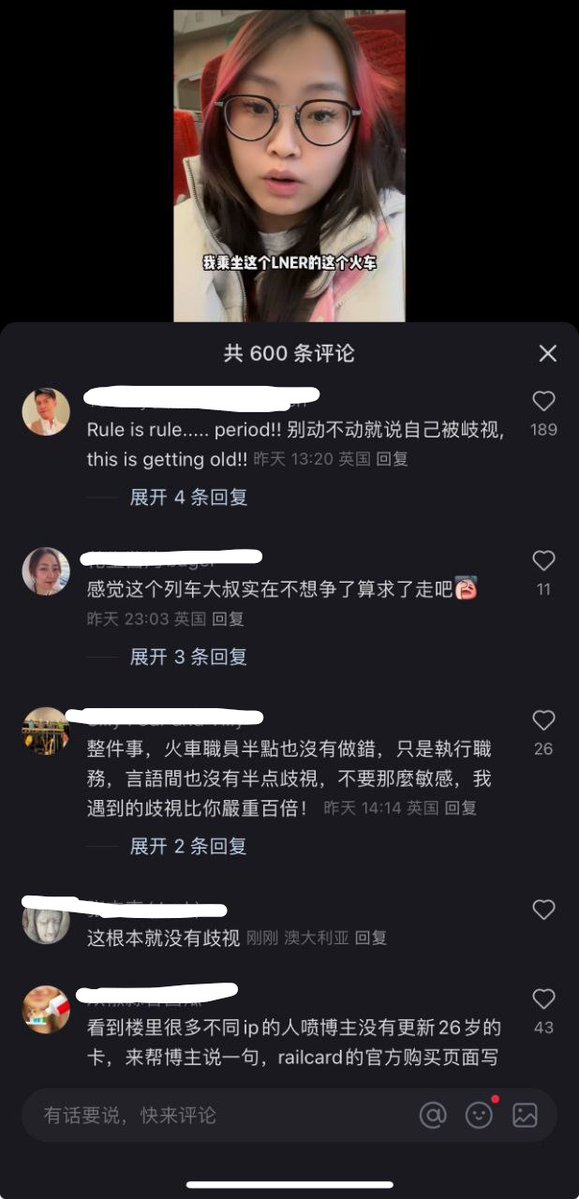 我乘坐这个LNER的这个火车
共 600 条评论
Rule is rule..... period!! 别动不动就说自己被歧视,
this is getting old!! 昨天 13:20 英国 回复
189
展开 4 条回复
感觉这个列车大叔实在不想争了算求了走吧
11
昨天 23:03 英国 回复
展开 3 条回复
整件事，火車職員半點也沒有做錯，只是執行職
務，言語間也沒有半点歧視，不要那麼敏感，我
26
遇到的歧視比你嚴重百倍！ 昨天 14:14 英国 回复
展开 2 条回复
这根本就没有歧视 刚刚 澳大利亚 回复
看到楼里很多不同ip的人喷博主没有更新26岁的
43
卡，来帮博主说一句，railcard的官方购买页面写
有话要说，快来评论